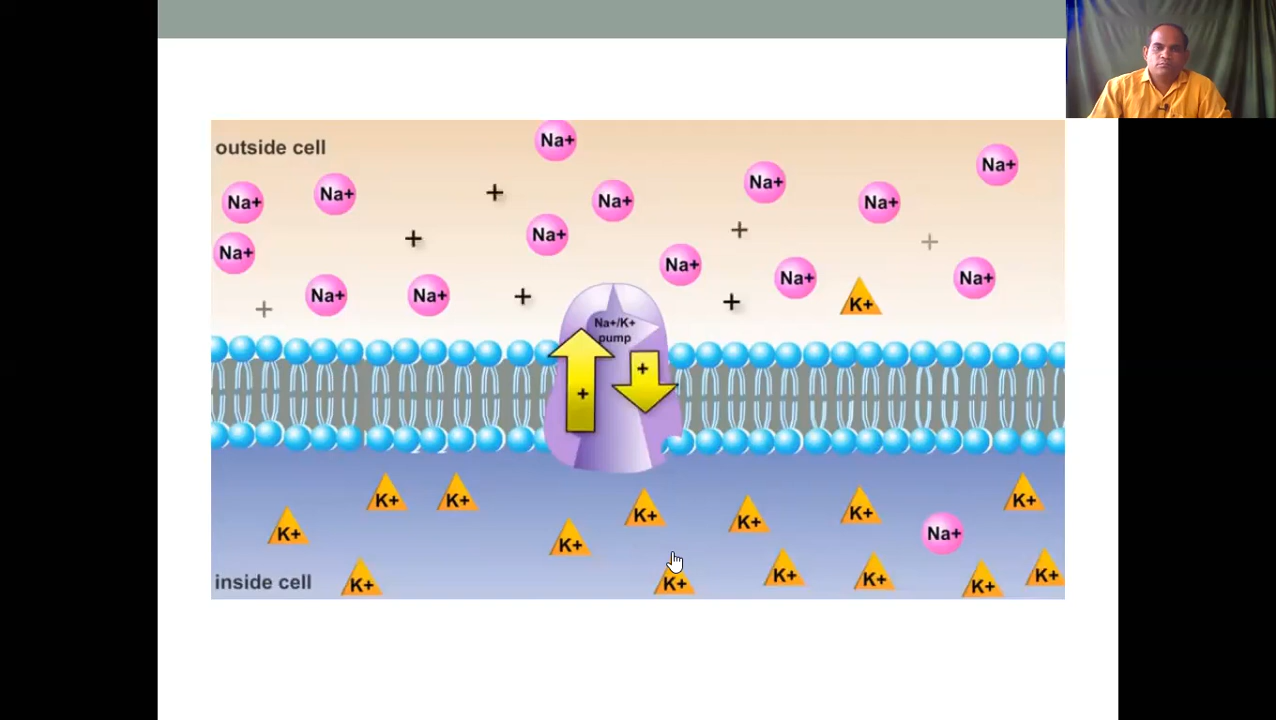 Na+
outside cell
Na+
Na+
Na+
Na+
Na+
Na+
Na+
Na+
Na+
Na+
Na+
Na+
Na+
Na+
K+
Na+/K+
pump
+
+
K+
K+
K+
K+
K+
K+
K+
Na+
K+
K+
inside cell
K+
K+
K+
K+
K+
K+
+
+
+
+
+
+
+